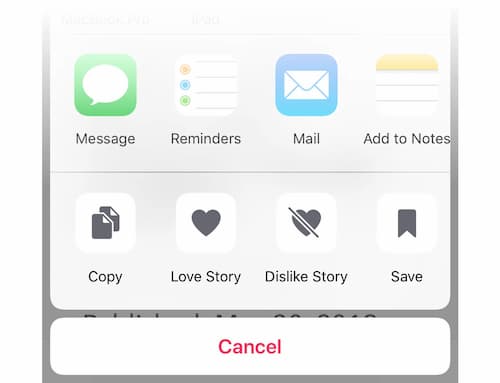 Macbook Pro iPad
Message Reminders Mail Add to Notes
Copy Love Story Dislike Story Save
Cancel